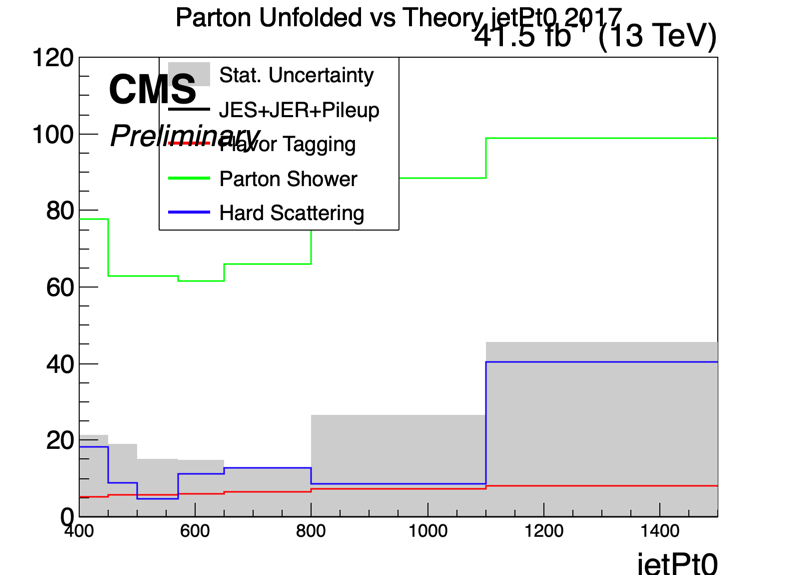 Parton Unfolded vs Theory jetPt0 2017
41.5 fb⁻¹ (13 TeV)
CMS
Preliminary
Stat. Uncertainty
JES+JER+Pileup
Flavor Tagging
Parton Shower
Hard Scattering
120
100
80
60
40
20
0
400 600 800 1000 1200 1400
jetPt0